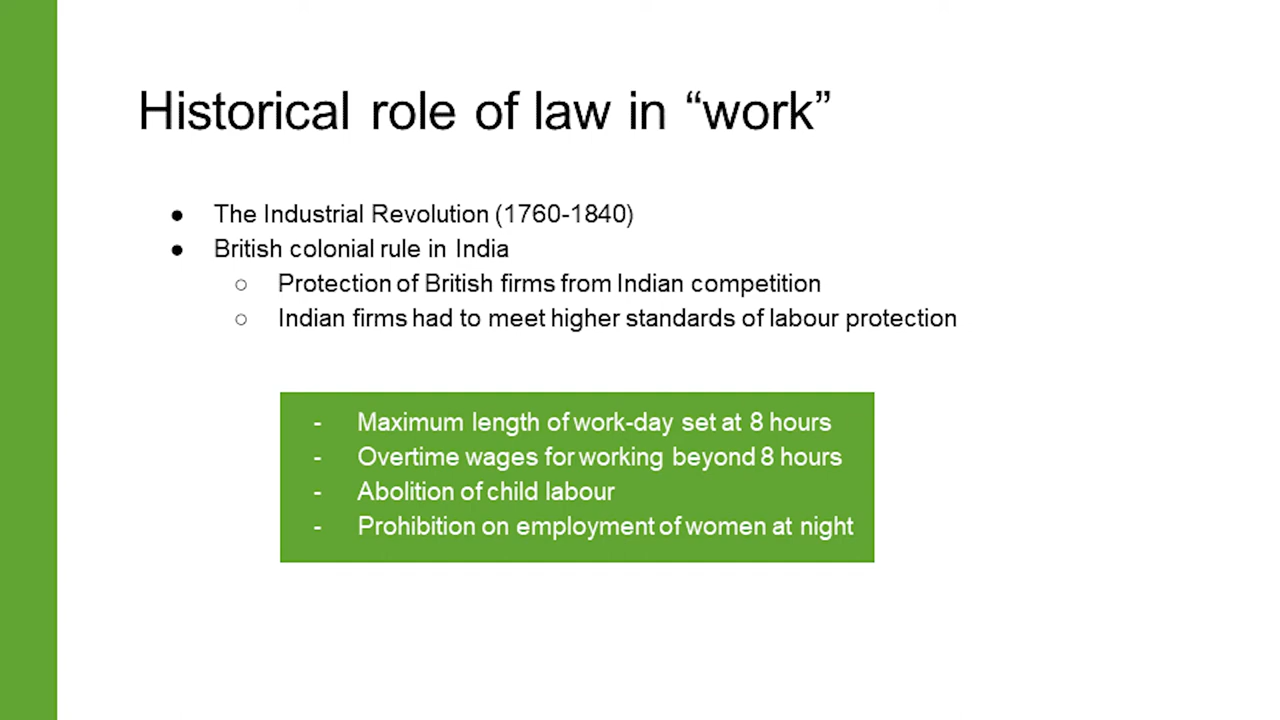 Historical role of law in “work”
● The Industrial Revolution (1760-1840)
● British colonial rule in India
○ Protection of British firms from Indian competition
○ Indian firms had to meet higher standards of labour protection
- Maximum length of work-day set at 8 hours
- Overtime wages for working beyond 8 hours
- Abolition of child labour
- Prohibition on employment of women at night